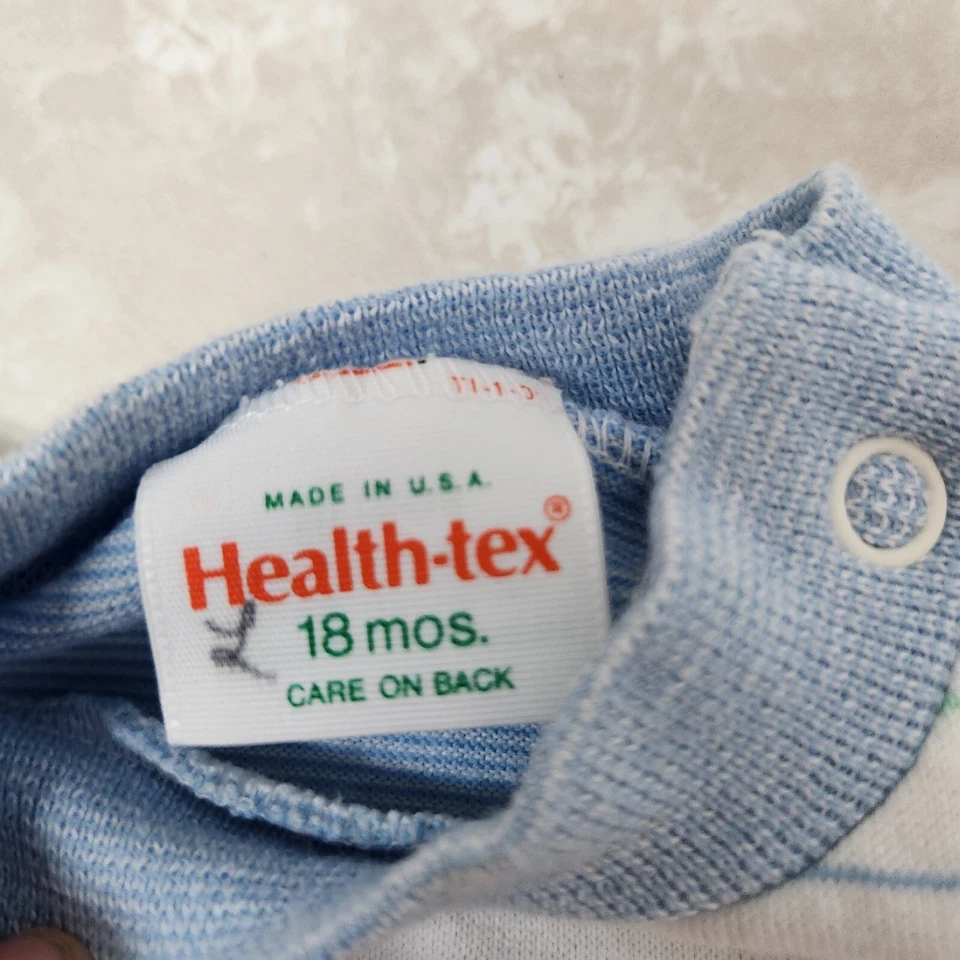 MADE IN U.S.A.
Health-tex®
18 mos.
CARE ON BACK